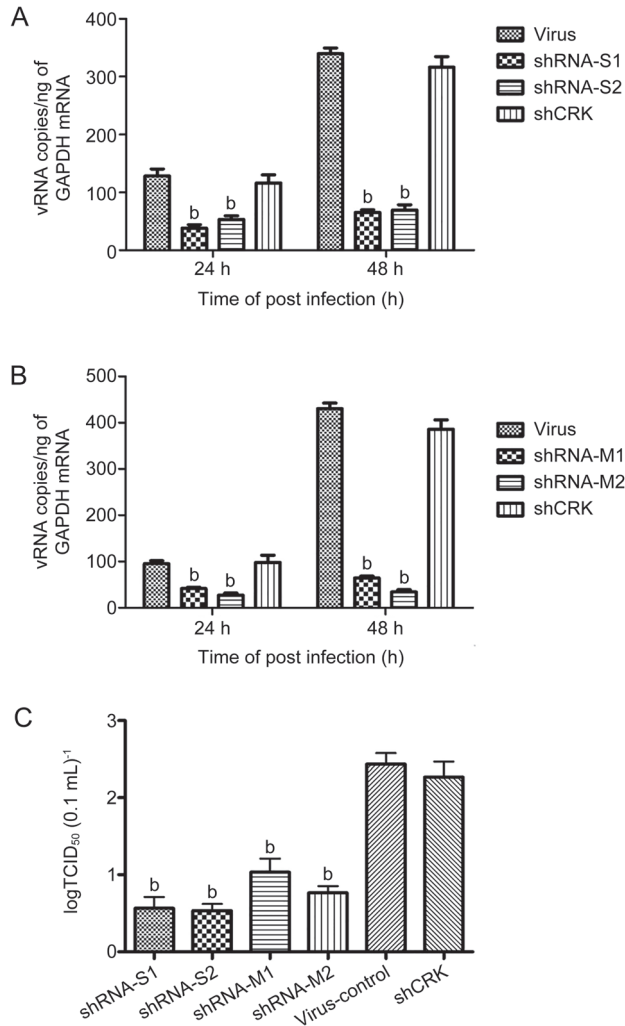 A
vRNA copies/ng of
GAPDH mRNA
400
300
200
100
0
b b b b
24 h 48 h
Time of post infection (h)
Virus
shRNA-S1
shRNA-S2
shCRK
B
vRNA copies/ng of
GAPDH mRNA
500
400
300
200
100
0
b b b b
24 h 48 h
Time of post infection (h)
Virus
shRNA-M1
shRNA-M2
shCRK
C
logTCID50 (0.1 mL)-1
3
2
1
0
b b b b
shRNA-S1
shRNA-S2
shRNA-M1
shRNA-M2
Virus-control
shCRK